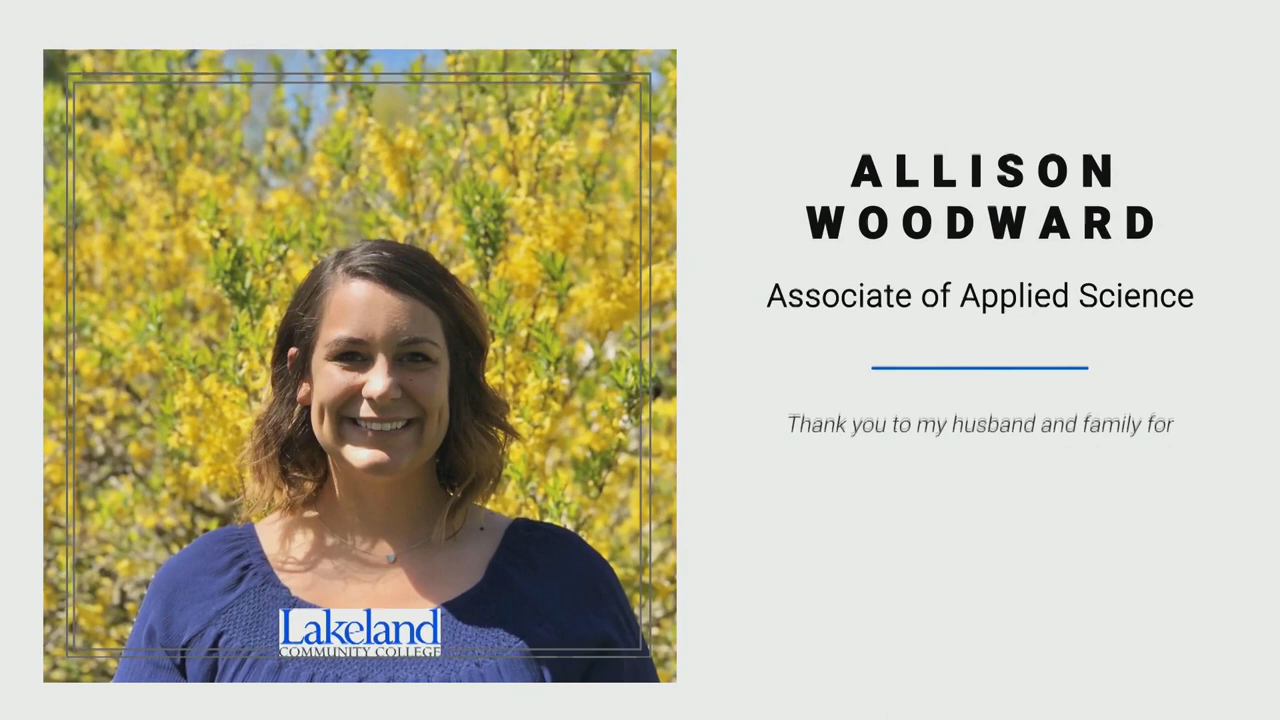 ALLISON
WOODWARD
Associate of Applied Science
Thank you to my husband and family for
Lakeland
COMMUNITY COLLEGE